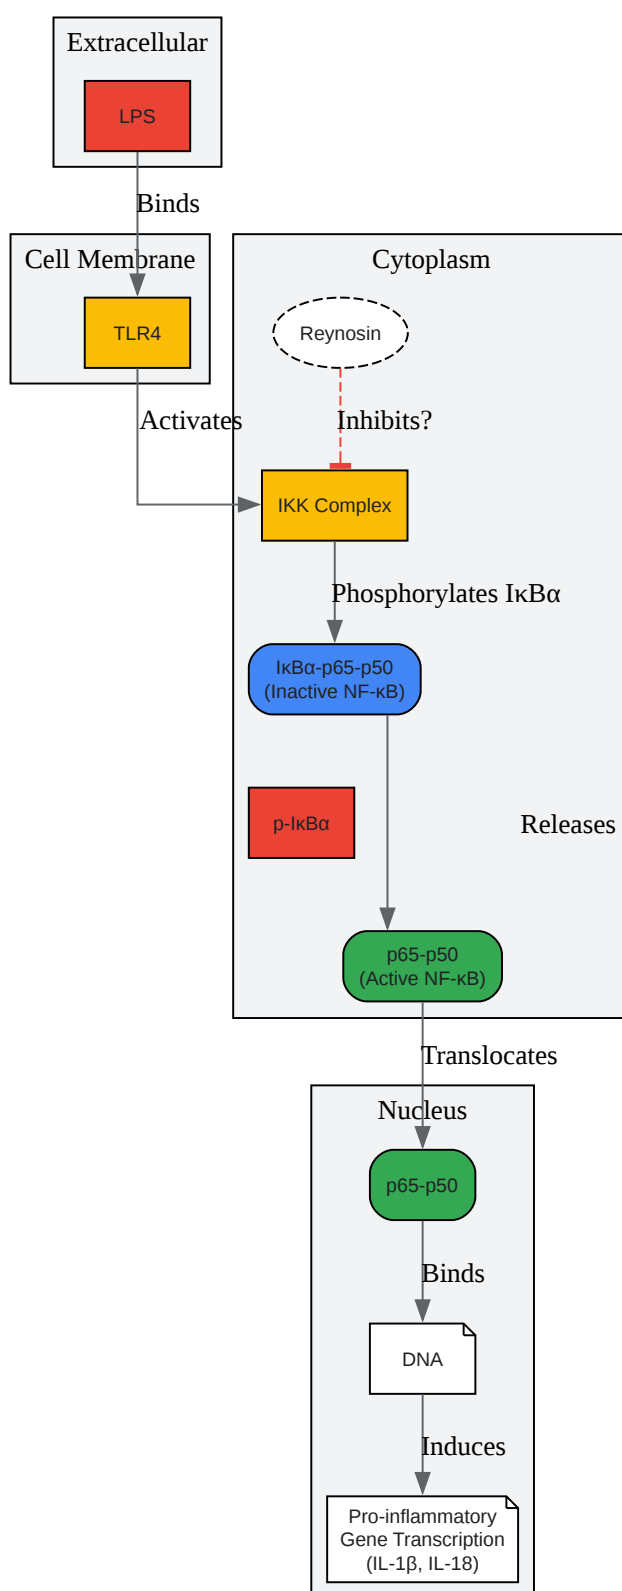 Extracellular
LPS
Binds
Cell Membrane
TLR4
Activates
Cytoplasm
Reynosin
Inhibits?
IKK Complex
Phosphorylates IκBα
IκBα-p65-p50
(Inactive NF-κB)
p-IκBα
Releases
p65-p50
(Active NF-κB)
Translocates
Nucleus
p65-p50
Binds
DNA
Induces
Pro-inflammatory
Gene Transcription
(IL-1β, IL-18)